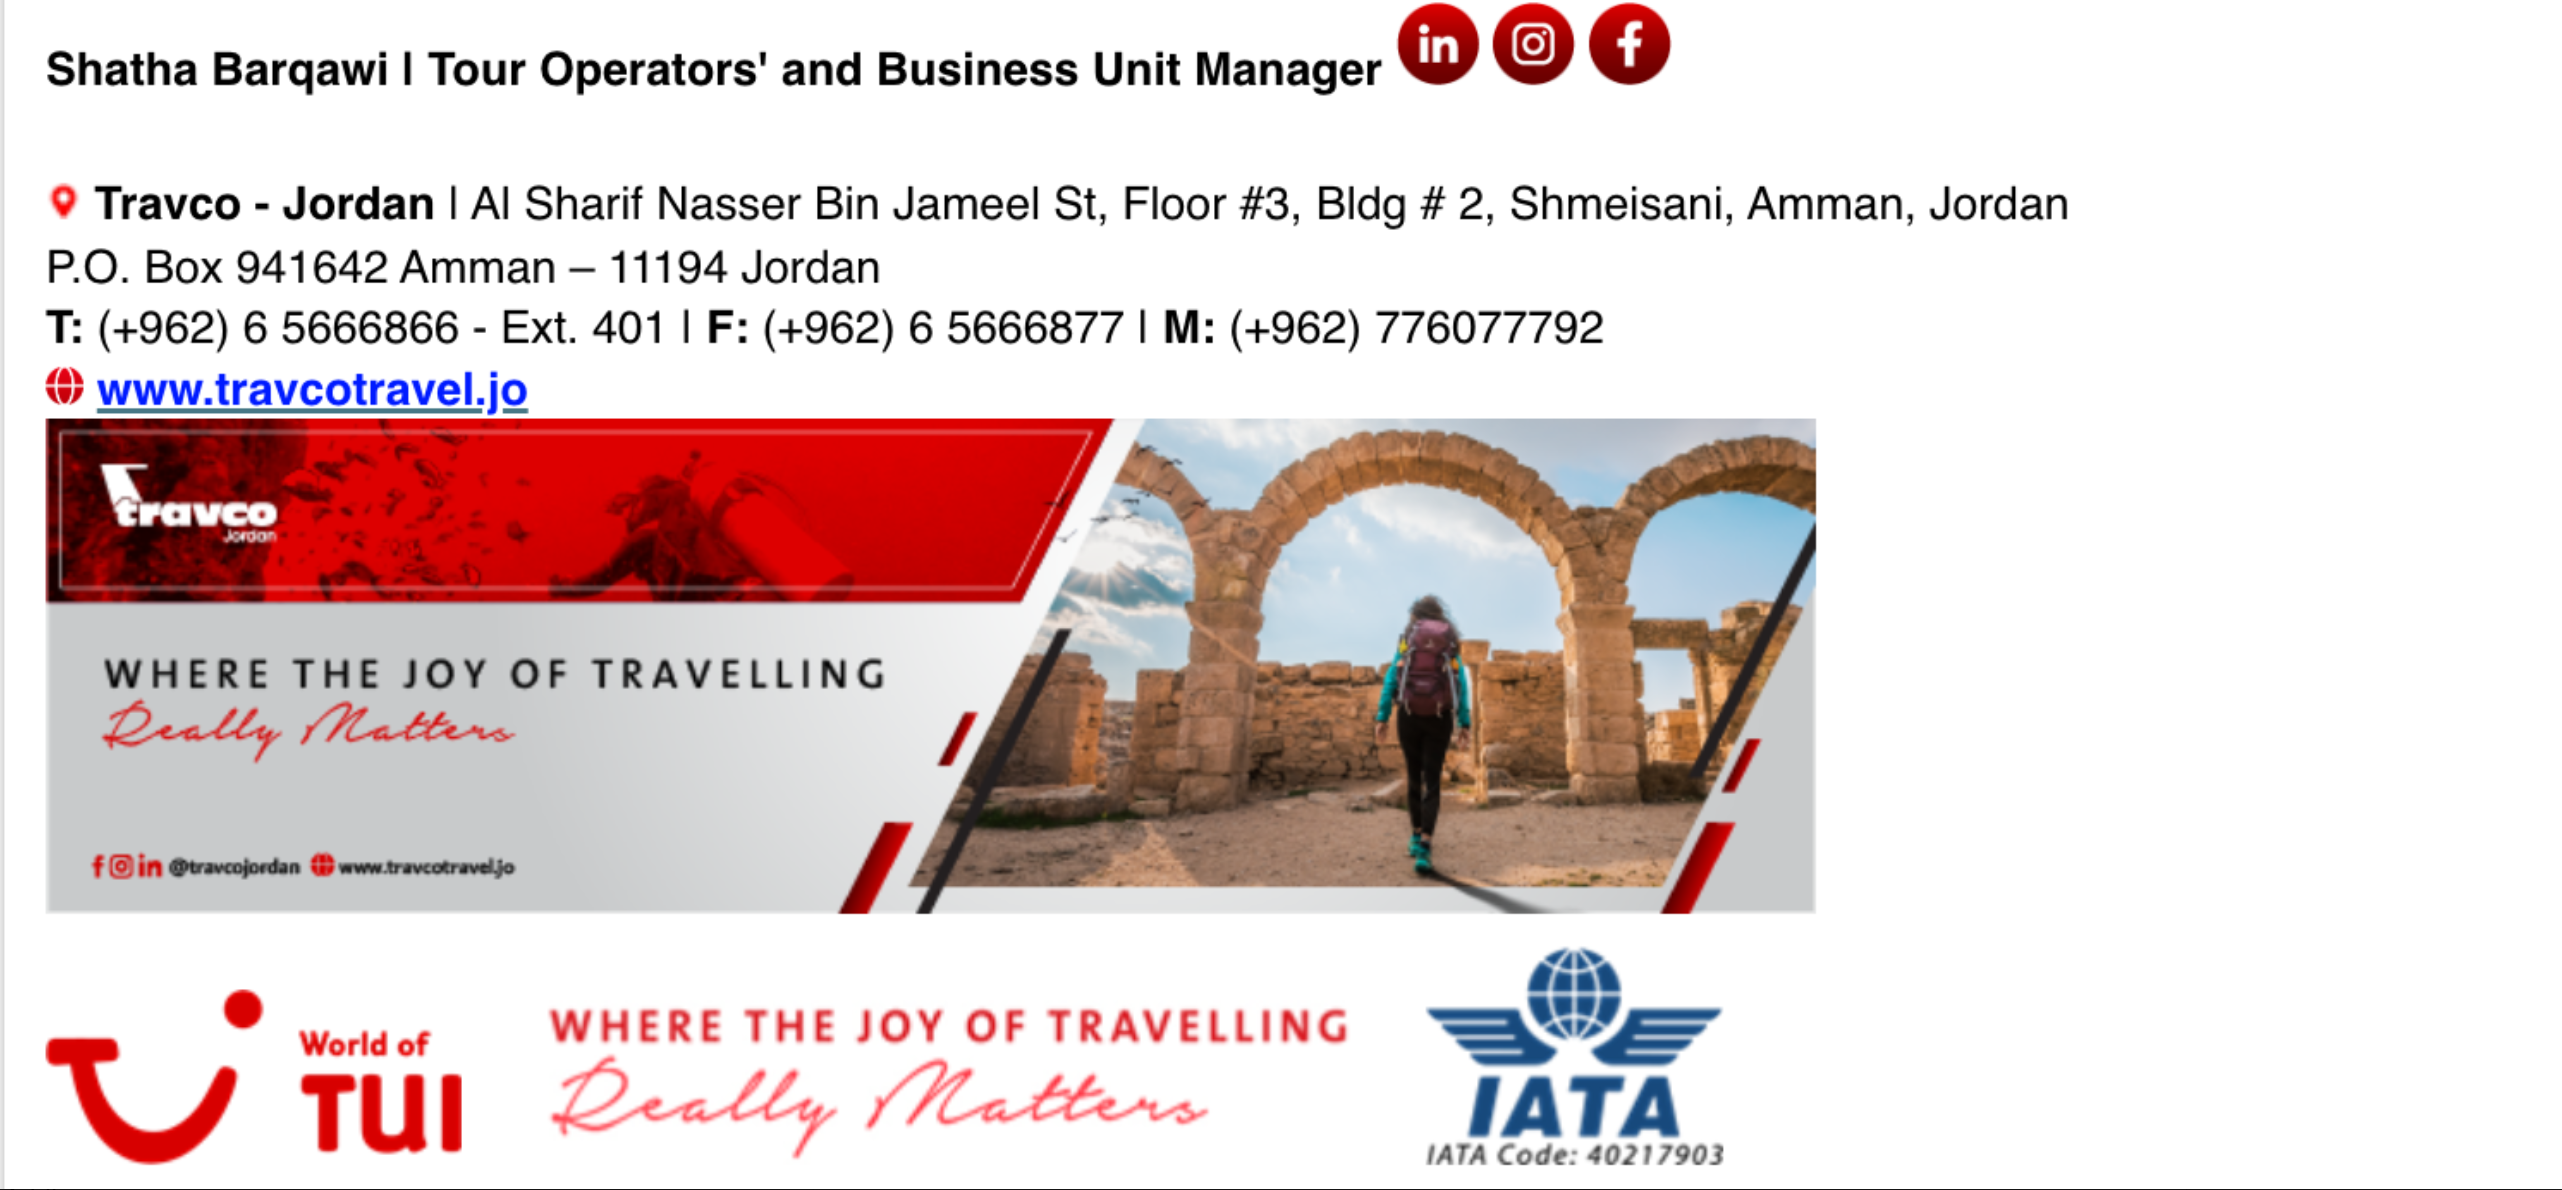 Shatha Barqawi | Tour Operators' and Business Unit Manager
Travco - Jordan | Al Sharif Nasser Bin Jameel St, Floor #3, Bldg # 2, Shmeisani, Amman, Jordan
P.O. Box 941642 Amman – 11194 Jordan
T: (+962) 6 5666866 - Ext. 401 | F: (+962) 6 5666877 | M: (+962) 776077792
www.travcotravel.jo
travco
Jordan
WHERE THE JOY OF TRAVELLING
Really Matters
@travcojordan www.travcotravel.jo
World of
TUI
WHERE THE JOY OF TRAVELLING
Really Matters
IATA
IATA Code: 40217903